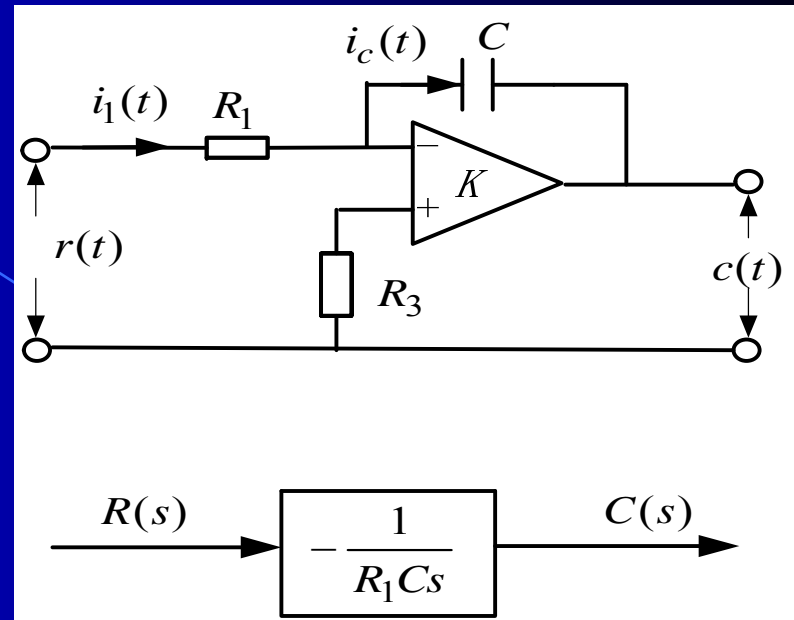 i_c(t) C
i_1(t) R_1
− K
+
r(t) R_3 c(t)
R(s) − 1/(R_1Cs) C(s)